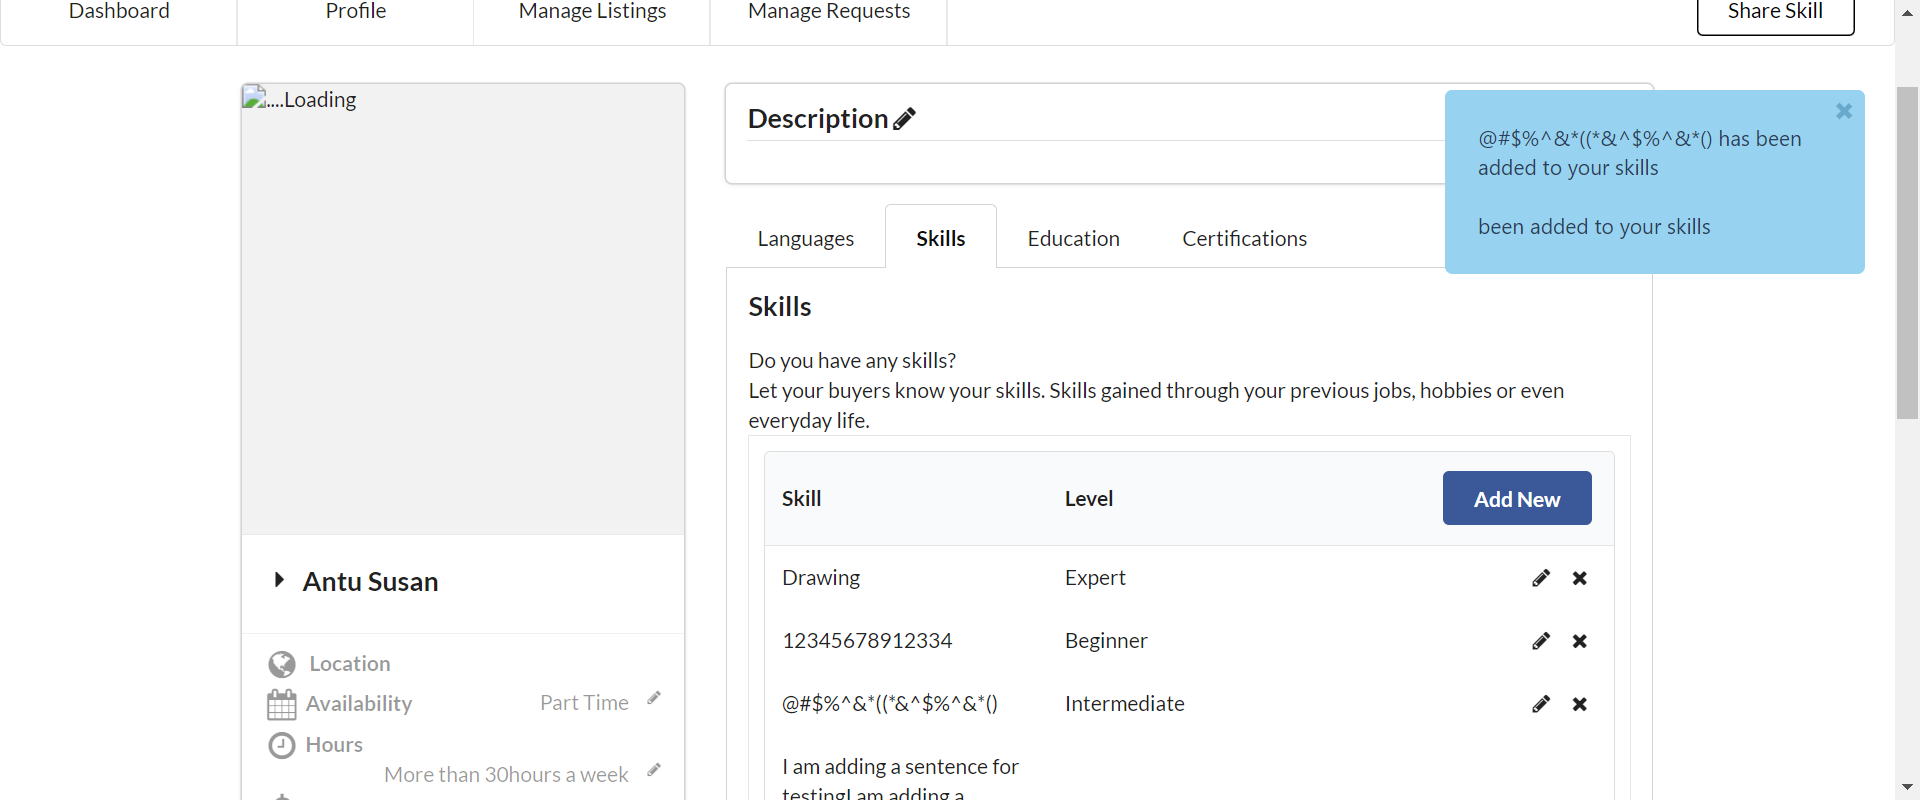 Dashboard
Profile
Manage Listings
Manage Requests
Share Skill
....Loading
Antu Susan
Location
Availability
Part Time
Hours
More than 30hours a week
Description
@#$%^&*((*&^$%^&*() has been
added to your skills
been added to your skills
Languages
Skills
Education
Certifications
Skills
Do you have any skills?
Let your buyers know your skills. Skills gained through your previous jobs, hobbies or even
everyday life.
Skill
Level
Add New
Drawing
Expert
12345678912334
Beginner
@#$%^&*((*&^$%^&*()
Intermediate
I am adding a sentence for
testingI am adding a